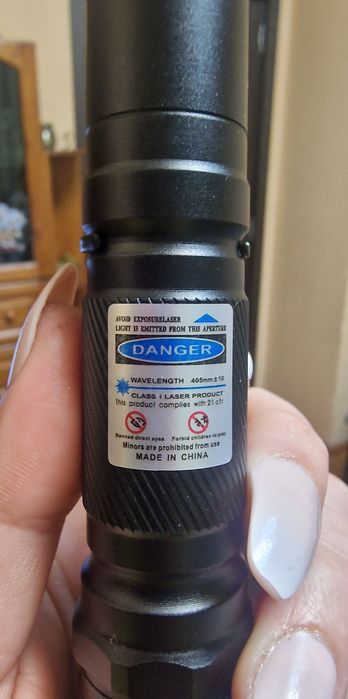 AVOID EXPOSURELASER
LIGHT IS EMITTED FROM THIS APERTURE
DANGER
WAVELENGTH 405nm±10
CLASS I LASER PRODUCT
This product complies with 21 cfr
Banned direct eyes Forbid children to play
Minors are prohibited from use
MADE IN CHINA